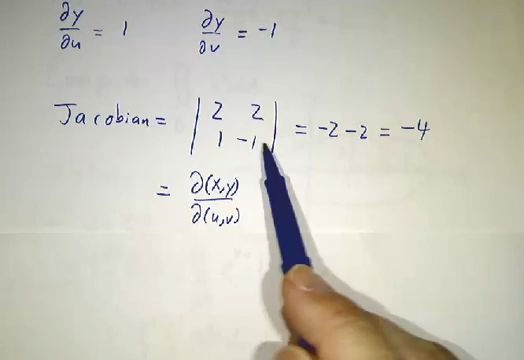 ∂y/∂u = 1    ∂y/∂v = -1
Jacobian = | 2 2 ; 1 -1 | = -2 -2 = -4
= ∂(x,y)/∂(u,v)